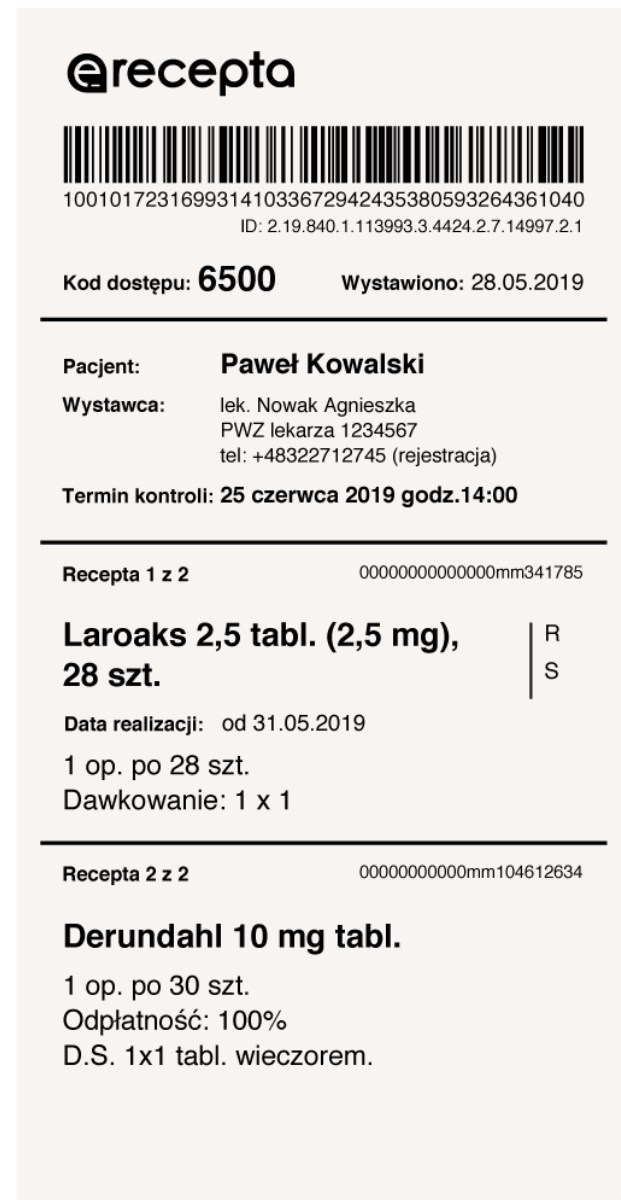 erecepta
10010172316993141033672942435380593264361040
ID: 2.19.840.1.113993.3.4424.2.7.14997.2.1
Kod dostępu: 6500 Wystawiono: 28.05.2019
Pacjent: Paweł Kowalski
Wystawca: lek. Nowak Agnieszka
PWZ lekarza 1234567
tel: +48322712745 (rejestracja)
Termin kontroli: 25 czerwca 2019 godz.14:00
Recepta 1 z 2 00000000000000mm341785
Laroaks 2,5 tabl. (2,5 mg), R
28 szt. S
Data realizacji: od 31.05.2019
1 op. po 28 szt.
Dawkowanie: 1 x 1
Recepta 2 z 2 00000000000mm104612634
Derundahl 10 mg tabl.
1 op. po 30 szt.
Odpłatność: 100%
D.S. 1x1 tabl. wieczorem.